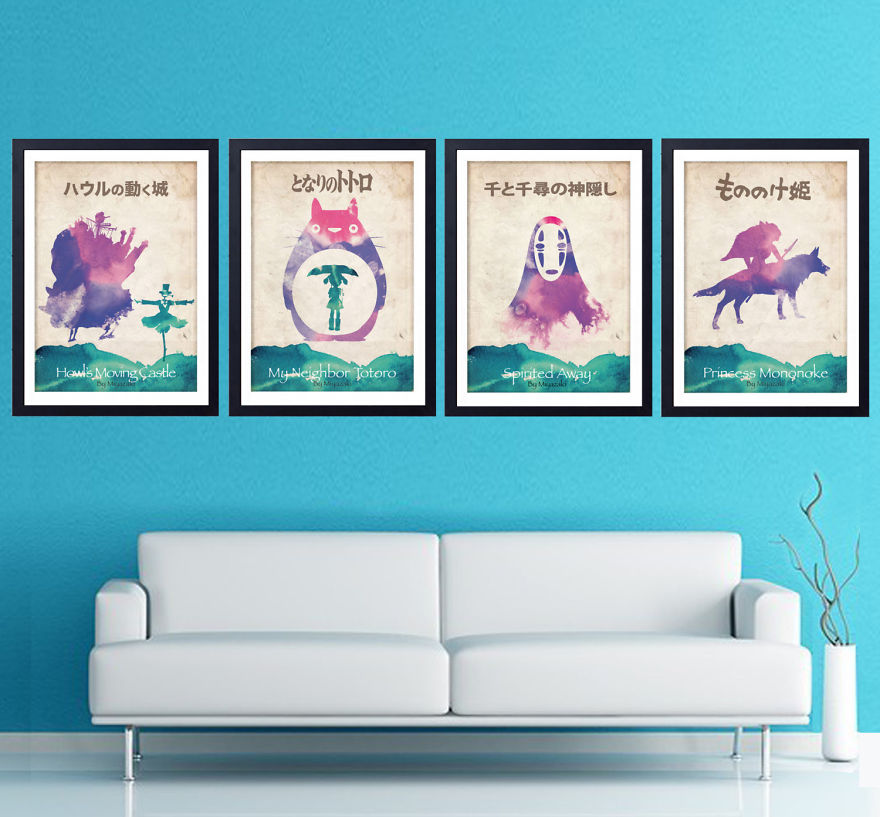 ハウルの動く城
Howl's Moving Castle
By Miyazaki
となりのトトロ
My Neighbor Totoro
By Miyazaki
千と千尋の神隠し
Spirited Away
By Miyazaki
もののけ姫
Princess Mononoke
By Miyazaki